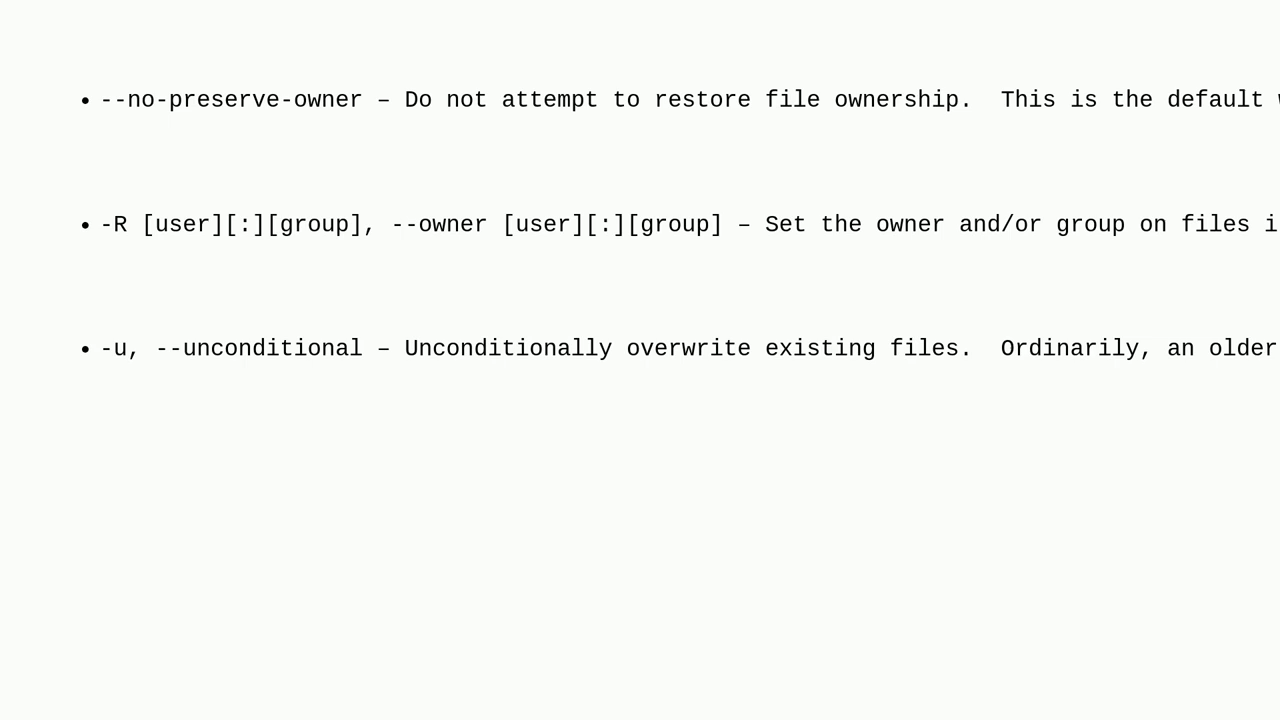 • --no-preserve-owner – Do not attempt to restore file ownership.  This is the default
• -R [user][:][group], --owner [user][:][group] – Set the owner and/or group on files
• -u, --unconditional – Unconditionally overwrite existing files.  Ordinarily, an older